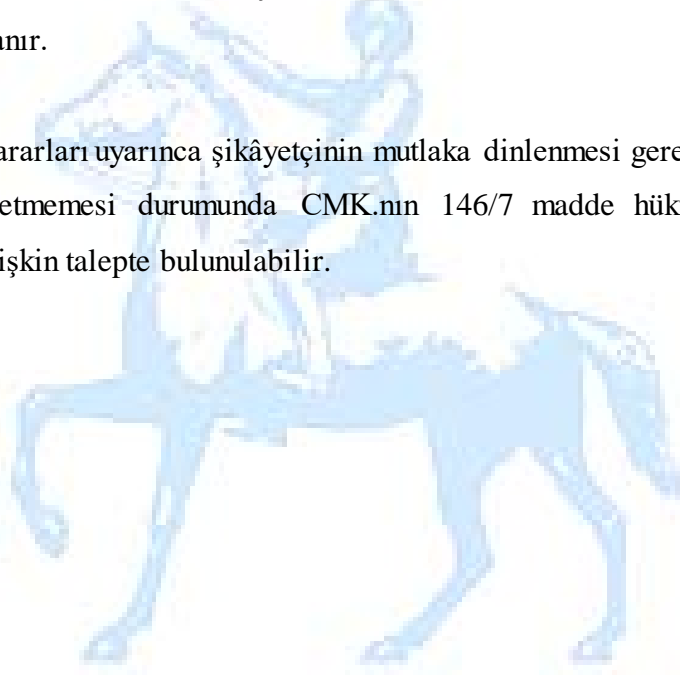 anır.
ararları uyarınca şikâyetçinin mutlaka dinlenmesi gere
etmemesi durumunda CMK.nın 146/7 madde hük
işkin talepte bulunulabilir.